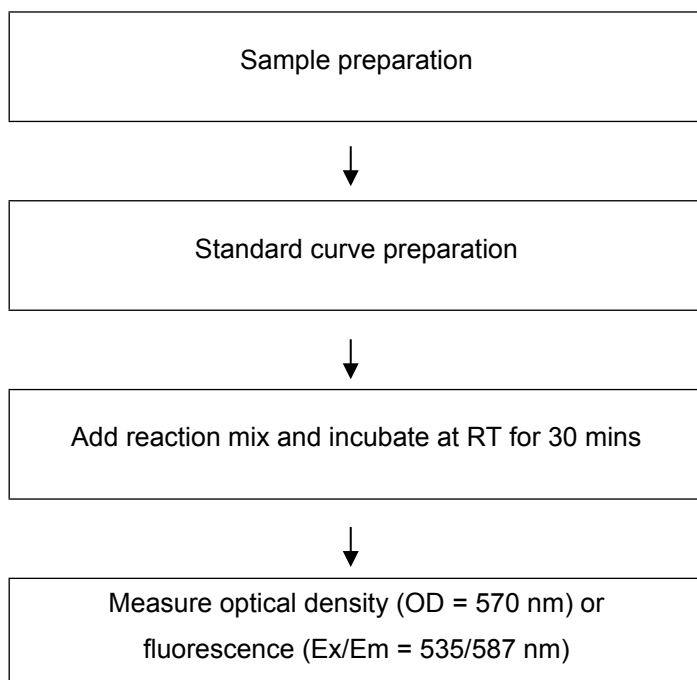 Sample preparation
Standard curve preparation
Add reaction mix and incubate at RT for 30 mins
Measure optical density (OD = 570 nm) or
fluorescence (Ex/Em = 535/587 nm)